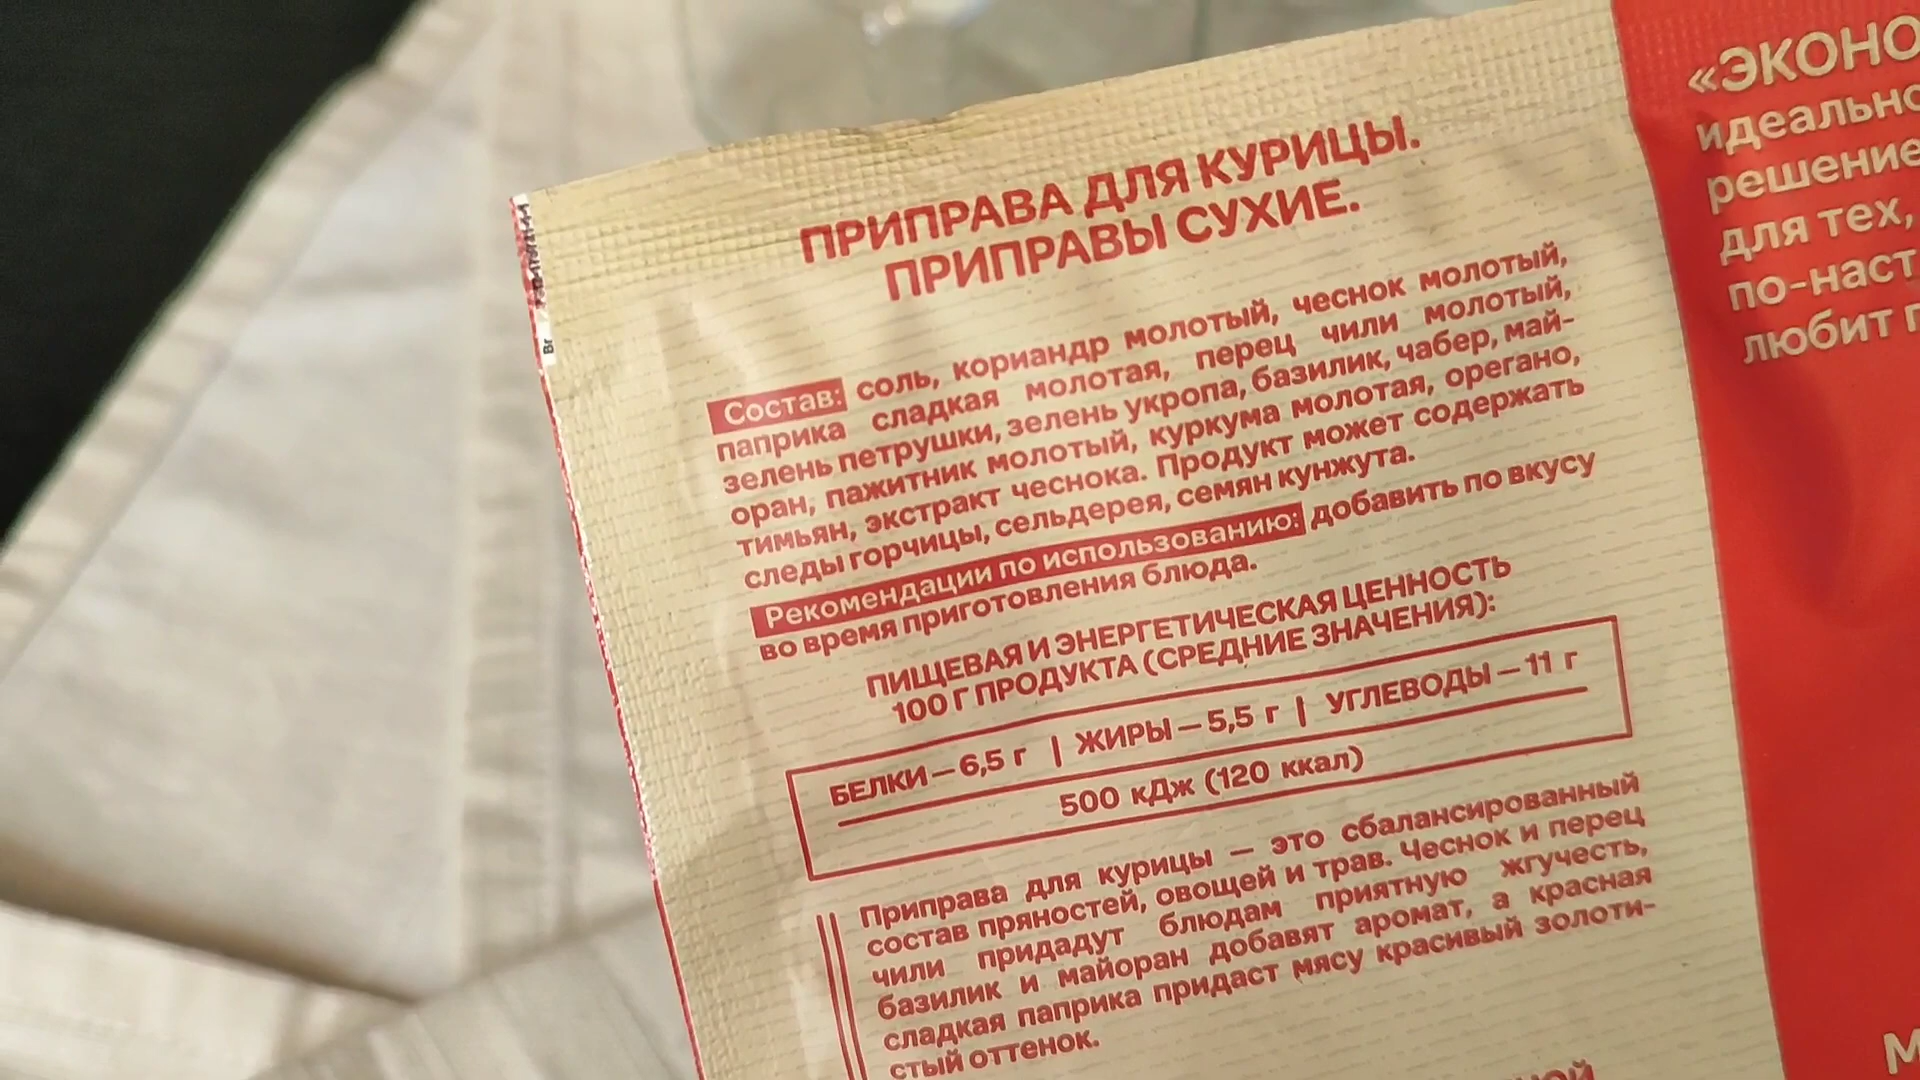 ПРИПРАВА ДЛЯ КУРИЦЫ.
ПРИПРАВЫ СУХИЕ.
Состав: соль, кориандр молотый, чеснок молотый,
паприка сладкая молотая, перец чили молотый,
зелень петрушки, зелень укропа, базилик, чабер, май-
оран, пажитник молотый, куркума молотая, орегано,
тимьян, экстракт чеснока. Продукт может содержать
следы горчицы, сельдерея, семян кунжута.
Рекомендации по использованию: добавить по вкусу
во время приготовления блюда.
ПИЩЕВАЯ И ЭНЕРГЕТИЧЕСКАЯ ЦЕННОСТЬ
100 Г ПРОДУКТА (СРЕДНИЕ ЗНАЧЕНИЯ):
БЕЛКИ – 6,5 г | ЖИРЫ – 5,5 г | УГЛЕВОДЫ – 11 г
500 кДж (120 ккал)
Приправа для курицы — это сбалансированный
состав пряностей, овощей и трав. Чеснок и перец
чили придадут блюдам приятную жгучесть,
базилик и майоран добавят аромат, а красная
сладкая паприка придаст мясу красивый золоти-
стый оттенок.
«ЭКОНО
идеально
решение
для тех,
по-наст
любит